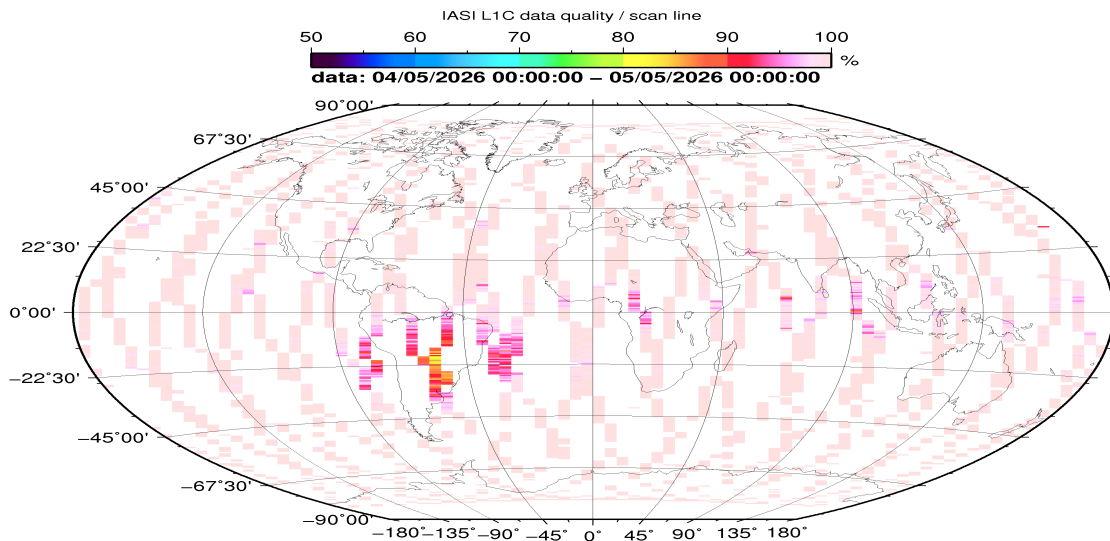 IASI L1C data quality / scan line
50 60 70 80 90 100
%
data: 04/05/2026 00:00:00 – 05/05/2026 00:00:00
90°00'
67°30'
45°00'
22°30'
0°00'
−22°30'
−45°00'
−67°30'
−90°00'
−180° −135° −90° −45° 0° 45° 90° 135° 180°